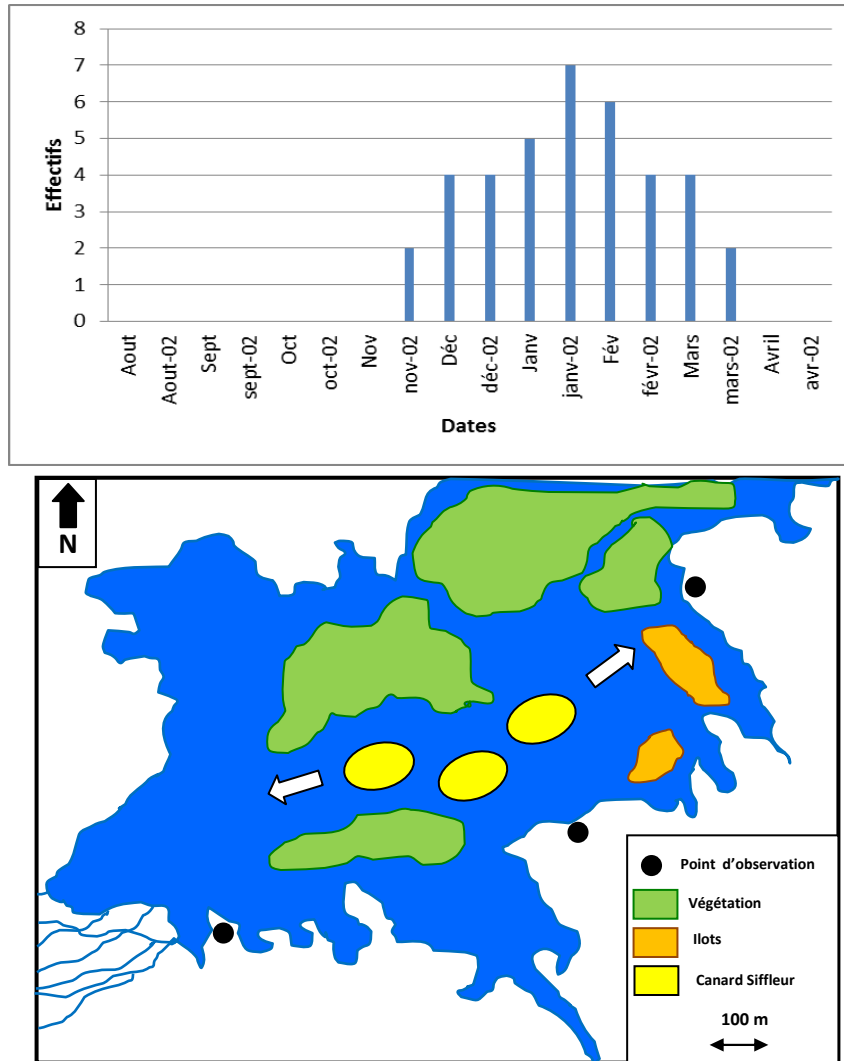 8
7
6
5
4
3
2
1
0
Effectifs
Aout
Aout-02
Sept
sept-02
Oct
oct-02
Nov
nov-02
Déc
déc-02
Janv
janv-02
Fév
févr-02
Mars
mars-02
Avril
avr-02
Dates
N
Point d'observation
Végétation
Ilots
Canard Siffleur
100 m